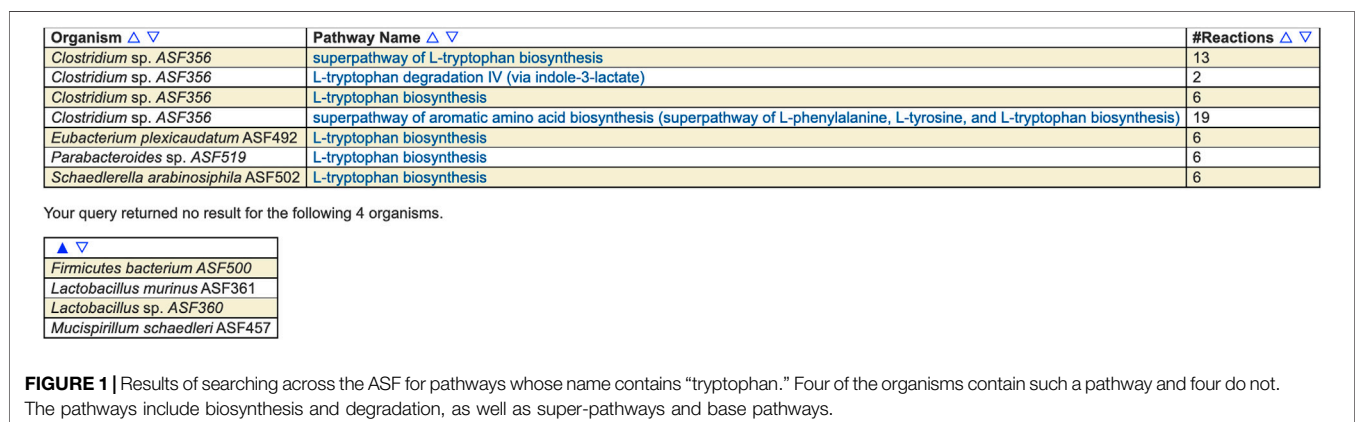 Organism △ ▽ Pathway Name △ ▽ #Reactions △ ▽
Clostridium sp. ASF356 superpathway of L-tryptophan biosynthesis 13
Clostridium sp. ASF356 L-tryptophan degradation IV (via indole-3-lactate) 2
Clostridium sp. ASF356 L-tryptophan biosynthesis 6
Clostridium sp. ASF356 superpathway of aromatic amino acid biosynthesis (superpathway of L-phenylalanine, L-tyrosine, and L-tryptophan biosynthesis) 19
Eubacterium plexicaudatum ASF492 L-tryptophan biosynthesis 6
Parabacteroides sp. ASF519 L-tryptophan biosynthesis 6
Schaedlerella arabinosiphila ASF502 L-tryptophan biosynthesis 6
Your query returned no result for the following 4 organisms.
▲ ▽
Firmicutes bacterium ASF500
Lactobacillus murinus ASF361
Lactobacillus sp. ASF360
Mucispirillum schaedleri ASF457
FIGURE 1 | Results of searching across the ASF for pathways whose name contains “tryptophan.” Four of the organisms contain such a pathway and four do not.
The pathways include biosynthesis and degradation, as well as super-pathways and base pathways.